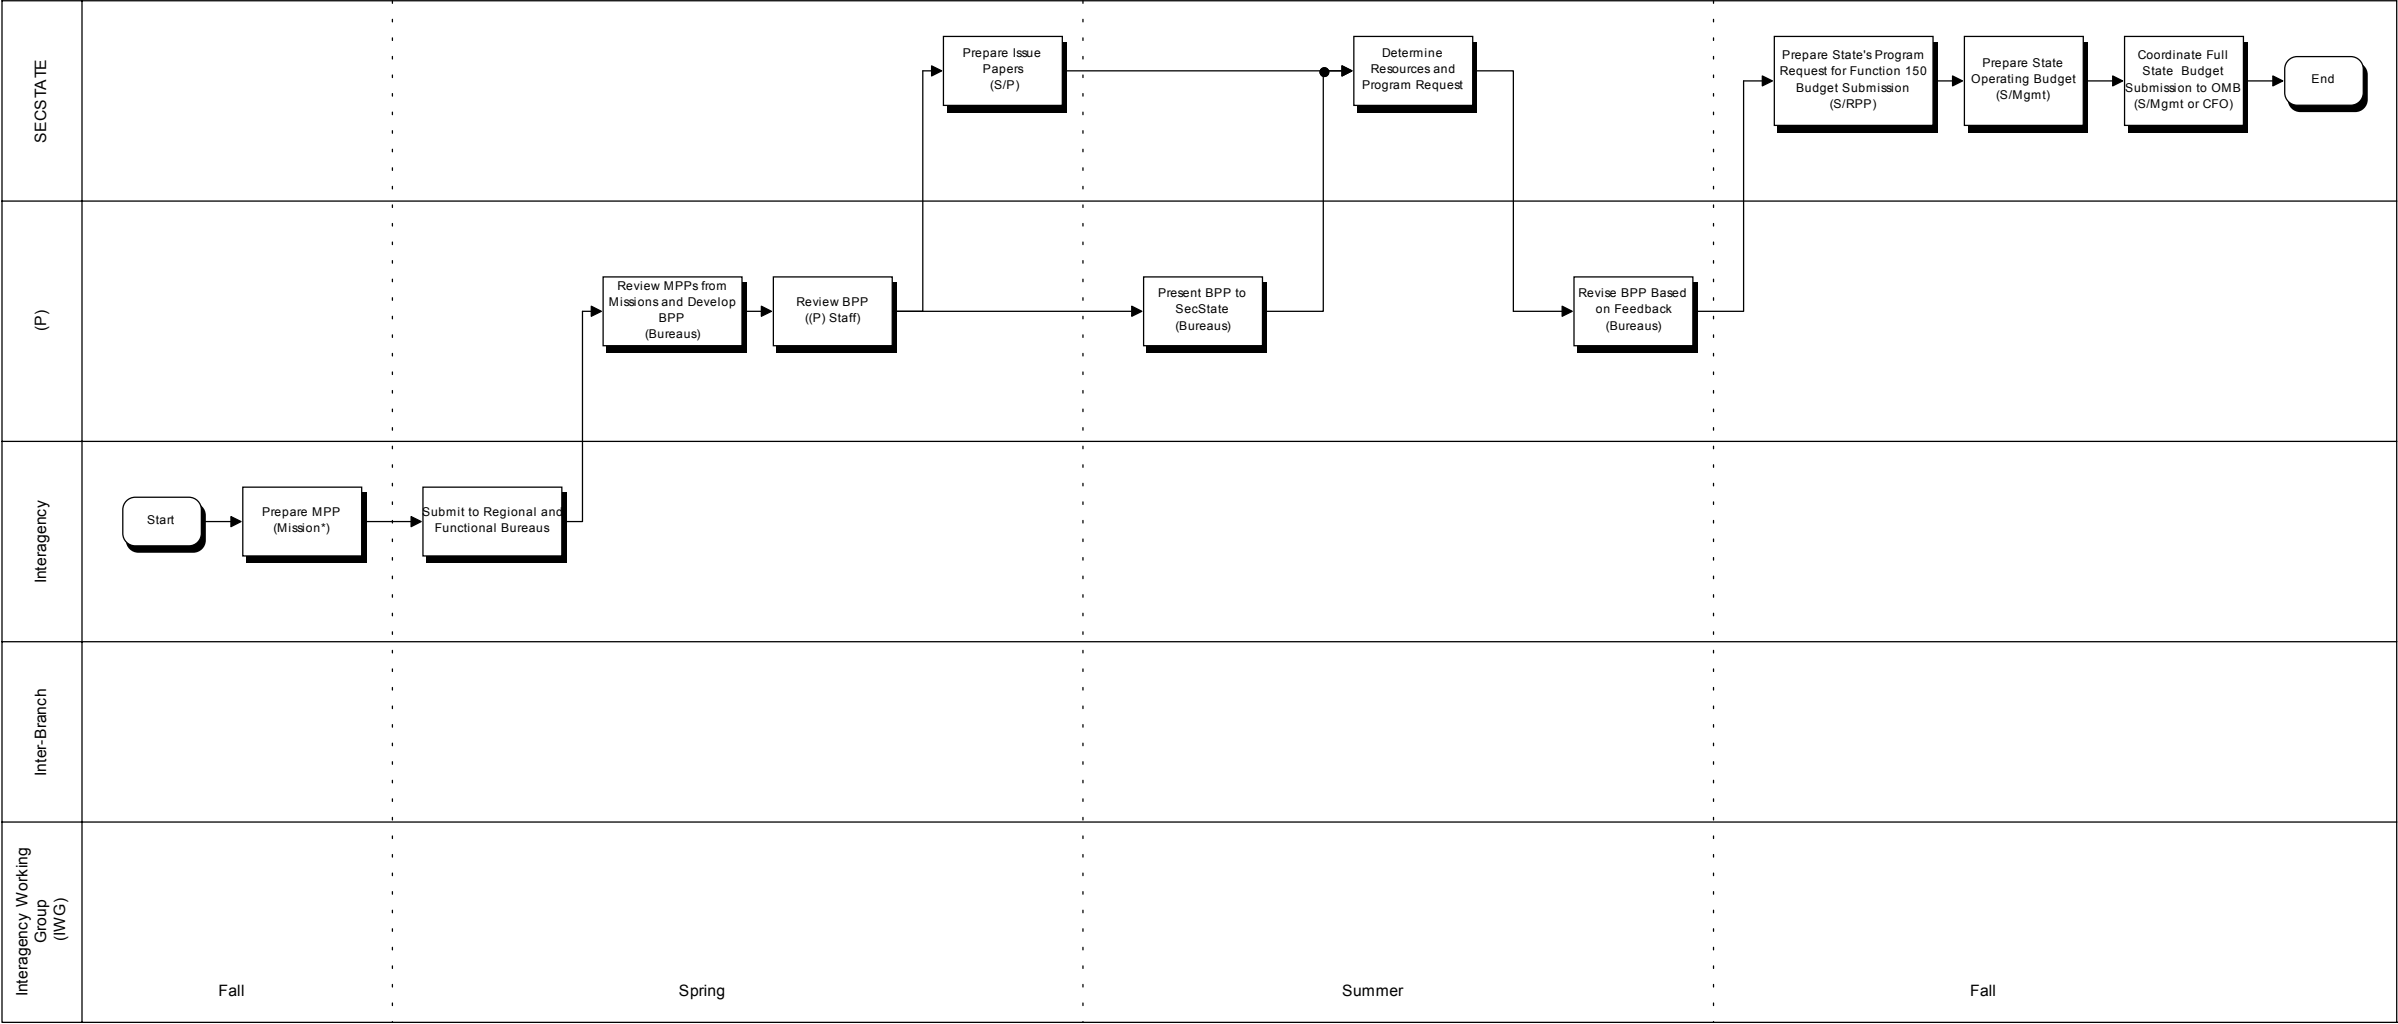 SECSTATE
Prepare Issue
Papers
(S/P)
Determine
Resources and
Program Request
Prepare State's Program
Request for Function 150
Budget Submission
(S/RPP)
Prepare State
Operating Budget
(S/Mgmt)
Coordinate Full
State Budget
Submission to OMB
(S/Mgmt or CFO)
End
(P)
Review MPPs from
Missions and Develop
BPP
(Bureaus)
Review BPP
((P) Staff)
Present BPP to
SecState
(Bureaus)
Revise BPP Based
on Feedback
(Bureaus)
Interagency
Start
Prepare MPP
(Mission*)
Submit to Regional and
Functional Bureaus
Inter-Branch
Interagency Working
Group
(IWG)
Fall
Spring
Summer
Fall